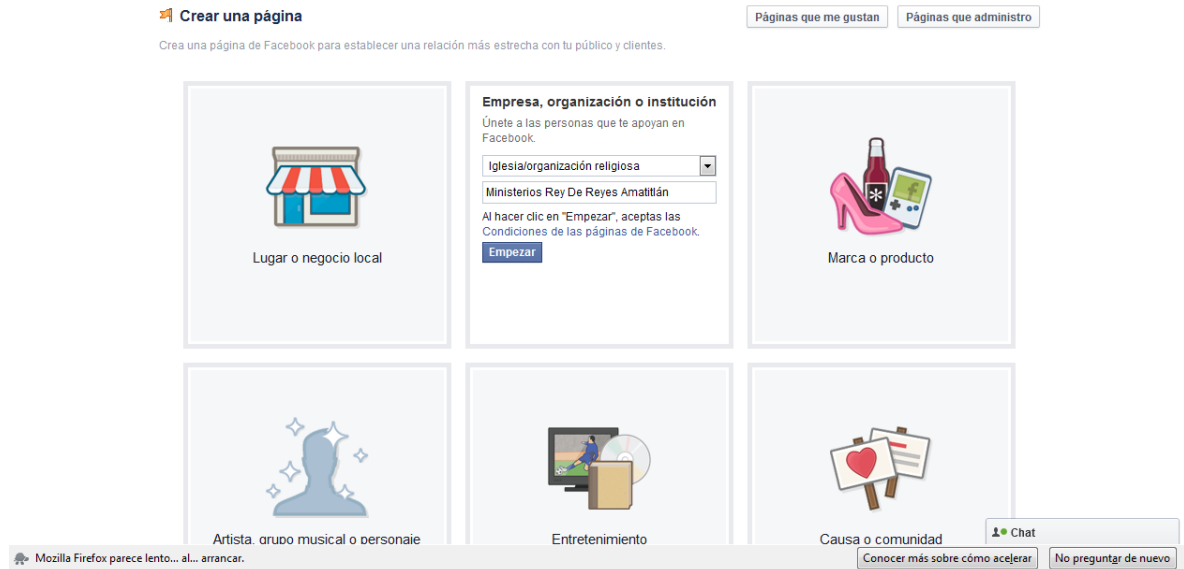 Crear una página
Páginas que me gustan
Páginas que administro
Crea una página de Facebook para establecer una relación más estrecha con tu público y clientes.
Lugar o negocio local
Empresa, organización o institución
Únete a las personas que te apoyan en
Facebook.
Iglesia/organización religiosa
Ministerios Rey De Reyes Amatitlán
Al hacer clic en "Empezar", aceptas las
Condiciones de las páginas de Facebook.
Empezar
Marca o producto
Artista, grupo musical o personaje
Entretenimiento
Causa o comunidad
Chat
Mozilla Firefox parece lento... al... arrancar.
Conocer más sobre cómo acelerar
No preguntar de nuevo